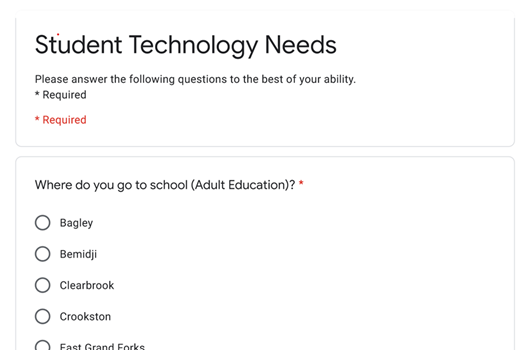 Student Technology Needs
Please answer the following questions to the best of your ability.
* Required
* Required
Where do you go to school (Adult Education)? *
Bagley
Bemidji
Clearbrook
Crookston
East Grand Forks